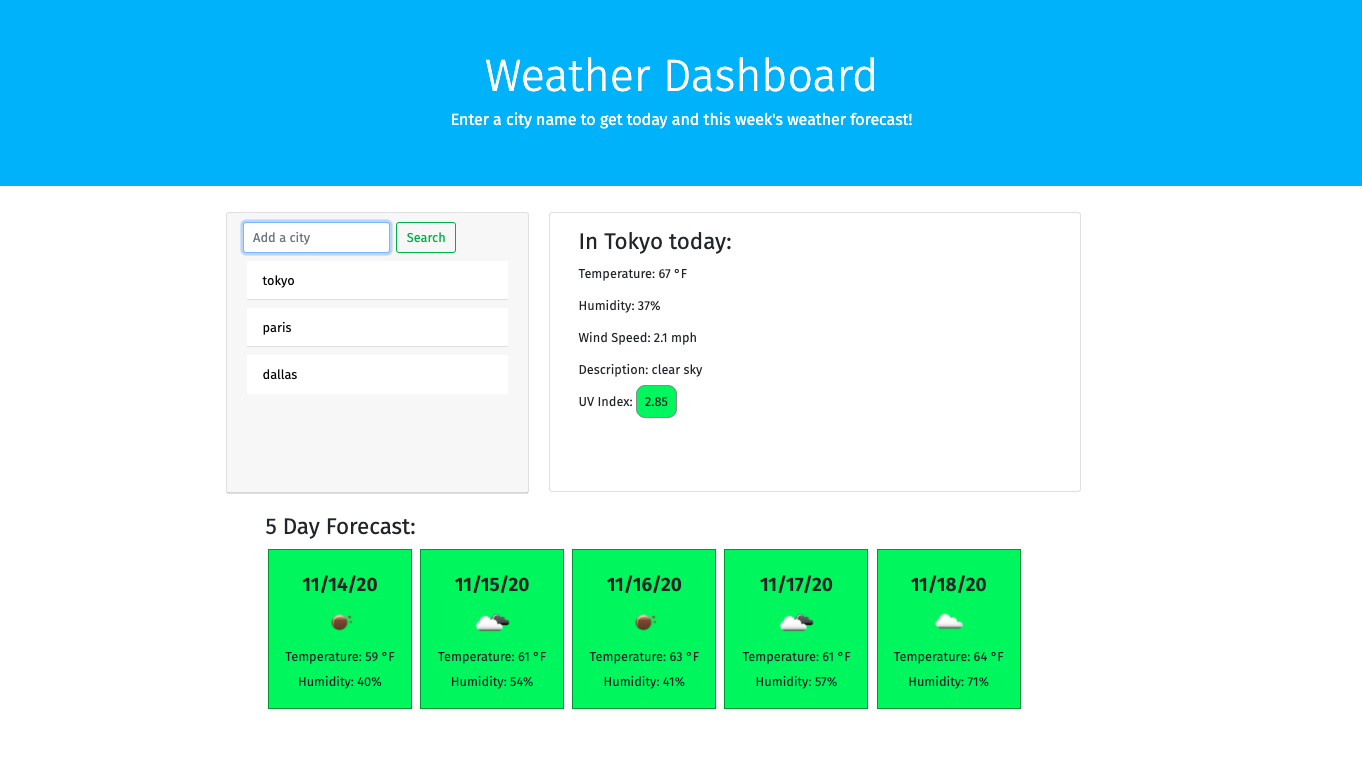 Weather Dashboard
Enter a city name to get today and this week's weather forecast!
Add a city
Search
tokyo
paris
dallas
In Tokyo today:
Temperature: 67 °F
Humidity: 37%
Wind Speed: 2.1 mph
Description: clear sky
UV Index: 2.85
5 Day Forecast:
11/14/20
Temperature: 59 °F
Humidity: 40%
11/15/20
Temperature: 61 °F
Humidity: 54%
11/16/20
Temperature: 63 °F
Humidity: 41%
11/17/20
Temperature: 61 °F
Humidity: 57%
11/18/20
Temperature: 64 °F
Humidity: 71%